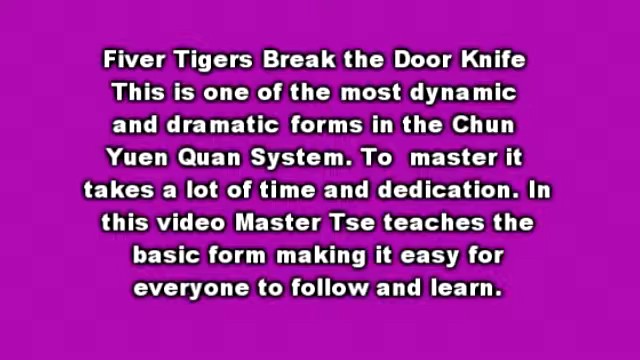 Fiver Tigers Break the Door Knife
This is one of the most dynamic
and dramatic forms in the Chun
Yuen Quan System. To  master it
takes a lot of time and dedication. In
this video Master Tse teaches the
basic form making it easy for
everyone to follow and learn.